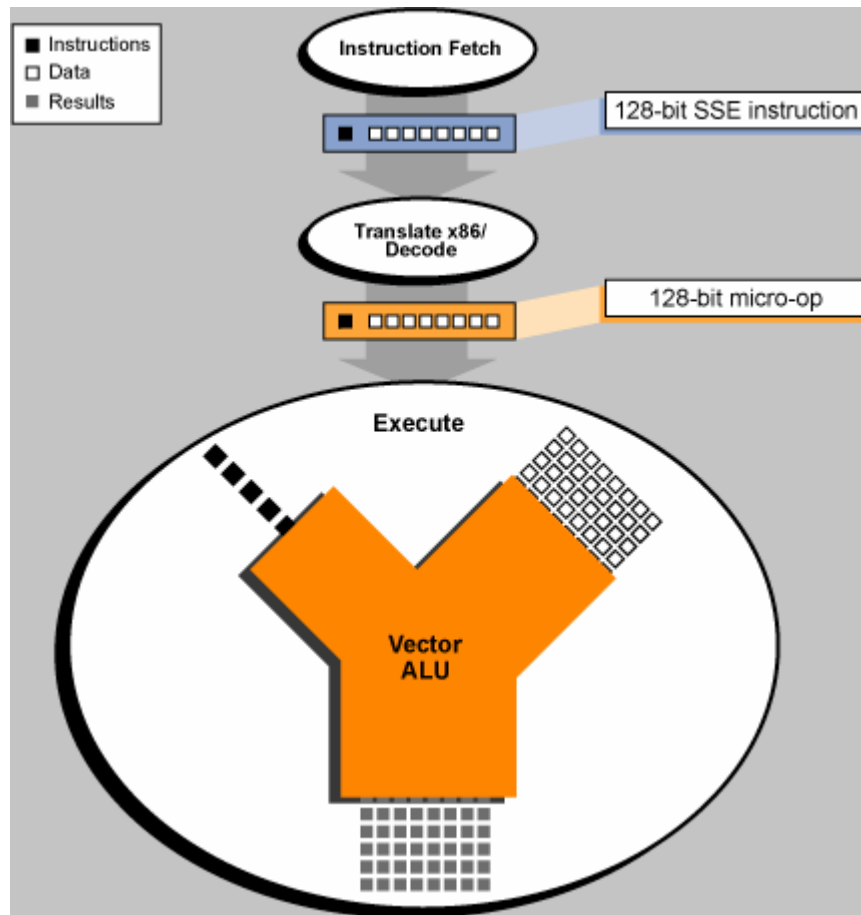 Instruction Fetch
Instructions
Data
Results
128-bit SSE instruction
Translate x86/
Decode
128-bit micro-op
Execute
Vector
ALU